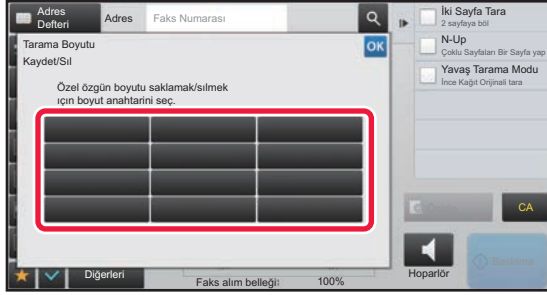 Adres
Defteri
Adres
Faks Numarası
Tarama Boyutu
Kaydet/Sil
OK
Özel özgün boyutu saklamak/silmek
için boyut anahtarini seç.
Diğerleri
Faks alım belleği: 100%
İki Sayfa Tara
2 sayfaya böl
N-Up
Çoklu Sayfaları Bir Sayfa yap
Yavaş Tarama Modu
İnce Kağıt Orijinali tara
CA
Hoparlör